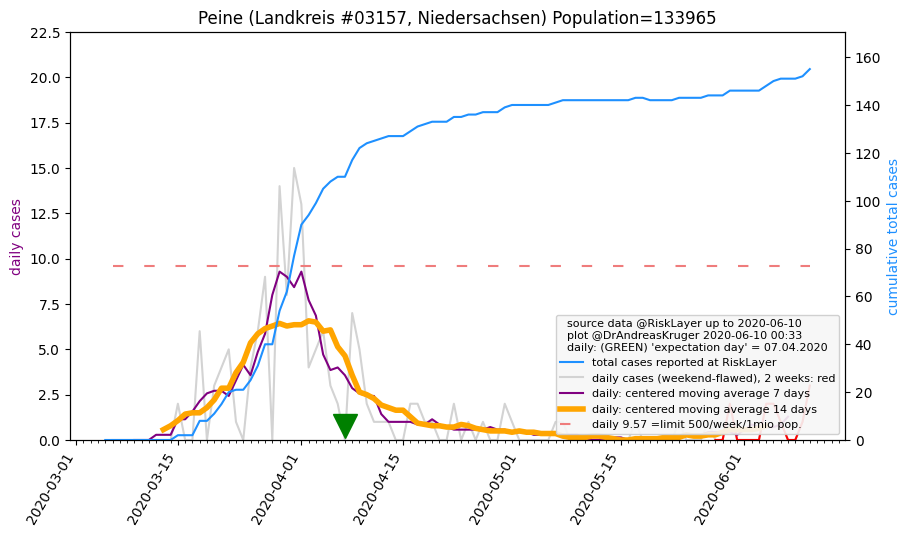 Peine (Landkreis #03157, Niedersachsen) Population=133965
daily cases
22.5
20.0
17.5
15.0
12.5
10.0
7.5
5.0
2.5
0.0
160
140
120
100
80
60
40
20
0
cumulative total cases
source data @RiskLayer up to 2020-06-10
plot @DrAndreasKruger 2020-06-10 00:33
daily: (GREEN) 'expectation day' = 07.04.2020
total cases reported at RiskLayer
daily cases (weekend-flawed), 2 weeks: red
daily: centered moving average 7 days
daily: centered moving average 14 days
daily 9.57 =limit 500/week/1mio pop.
2020-03-01
2020-03-15
2020-04-01
2020-04-15
2020-05-01
2020-05-15
2020-06-01